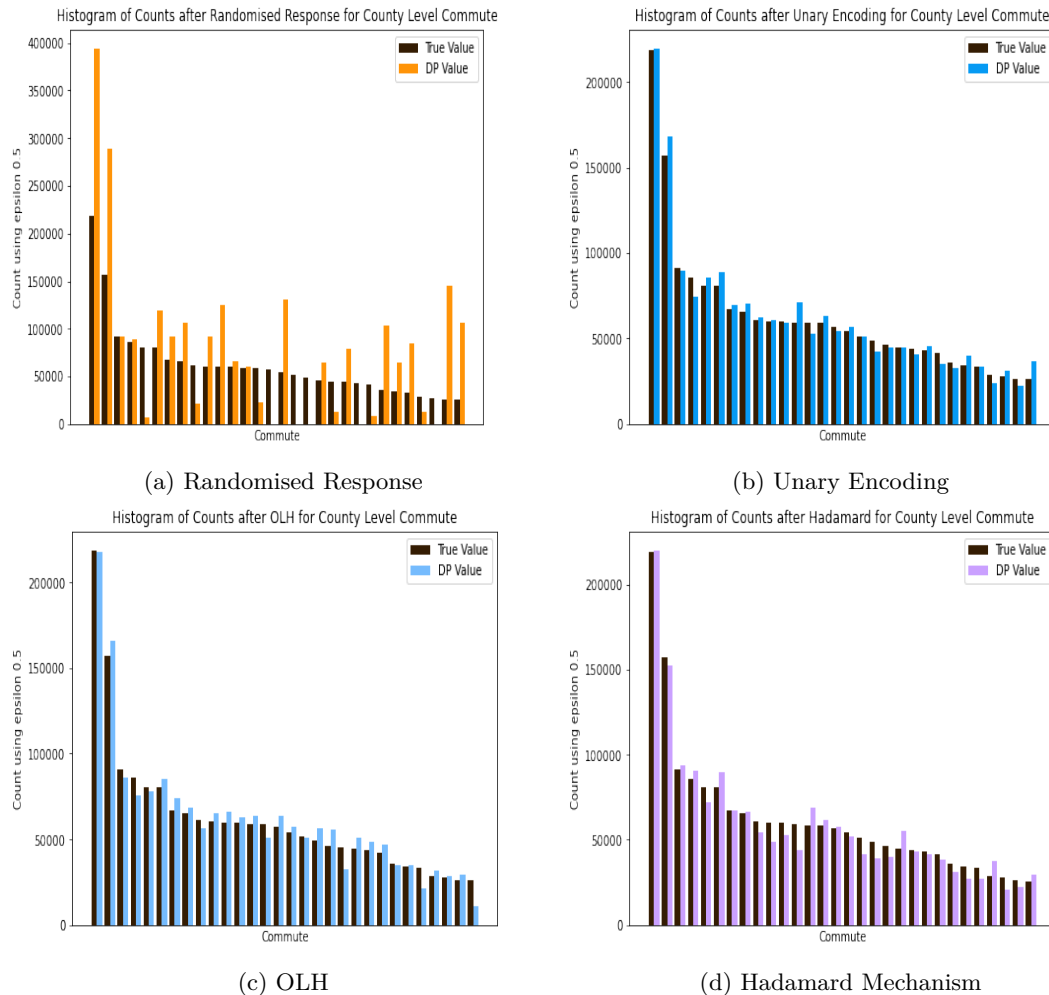 Histogram of Counts after Randomised Response for County Level Commute
400000
350000
300000
250000
200000
150000
100000
50000
0
Count using epsilon 0.5
True Value
DP Value
Commute
(a) Randomised Response
Histogram of Counts after Unary Encoding for County Level Commute
200000
150000
100000
50000
0
Count using epsilon 0.5
True Value
DP Value
Commute
(b) Unary Encoding
Histogram of Counts after OLH for County Level Commute
200000
150000
100000
50000
0
Count using epsilon 0.5
True Value
DP Value
Commute
(c) OLH
Histogram of Counts after Hadamard for County Level Commute
200000
150000
100000
50000
0
Count using epsilon 0.5
True Value
DP Value
Commute
(d) Hadamard Mechanism